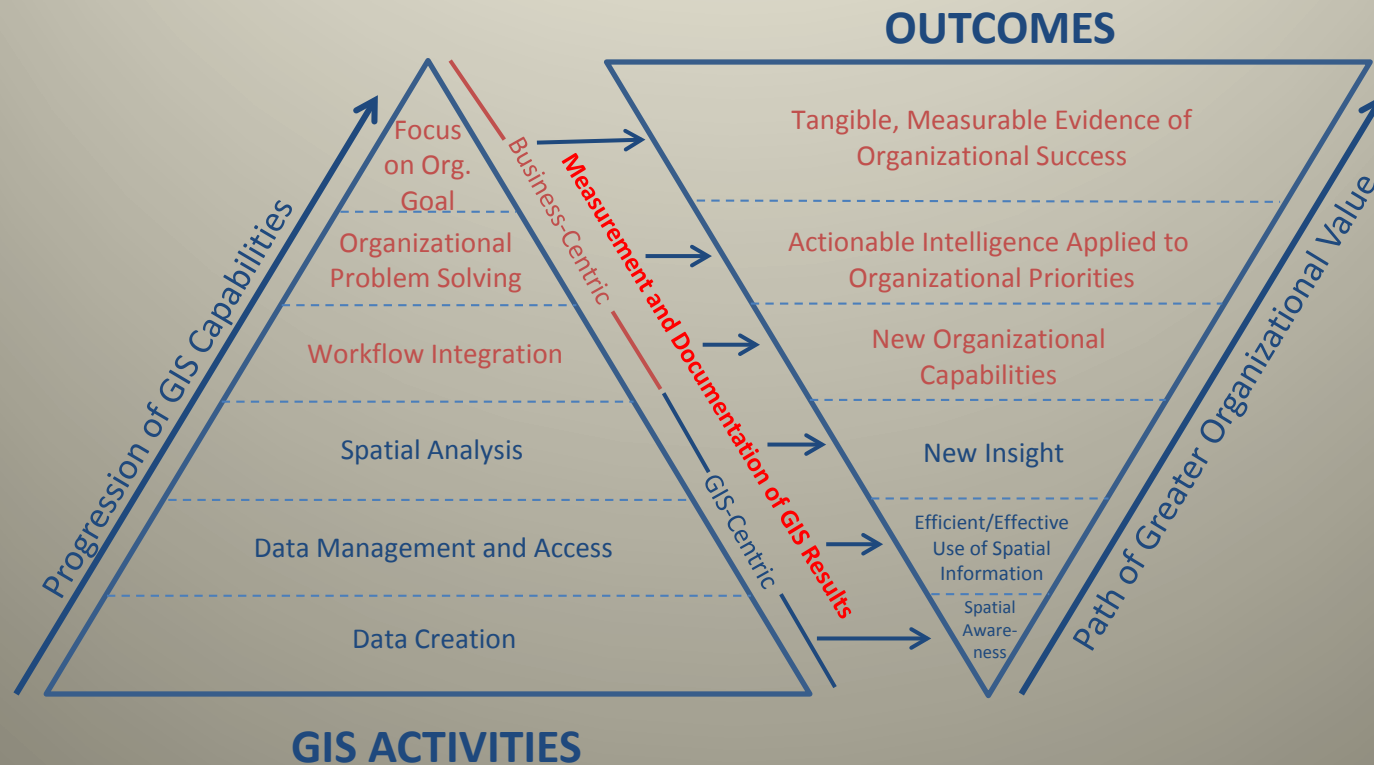 OUTCOMES
Progression of GIS Capabilities
Focus
on Org.
Goal
Organizational
Problem Solving
Workflow Integration
Spatial Analysis
Data Management and Access
Data Creation
GIS ACTIVITIES
Business-Centric
GIS-Centric
Measurement and Documentation of GIS Results
Tangible, Measurable Evidence of
Organizational Success
Actionable Intelligence Applied to
Organizational Priorities
New Organizational
Capabilities
New Insight
Efficient/Effective
Use of Spatial
Information
Spatial
Aware-
ness
Path of Greater Organizational Value